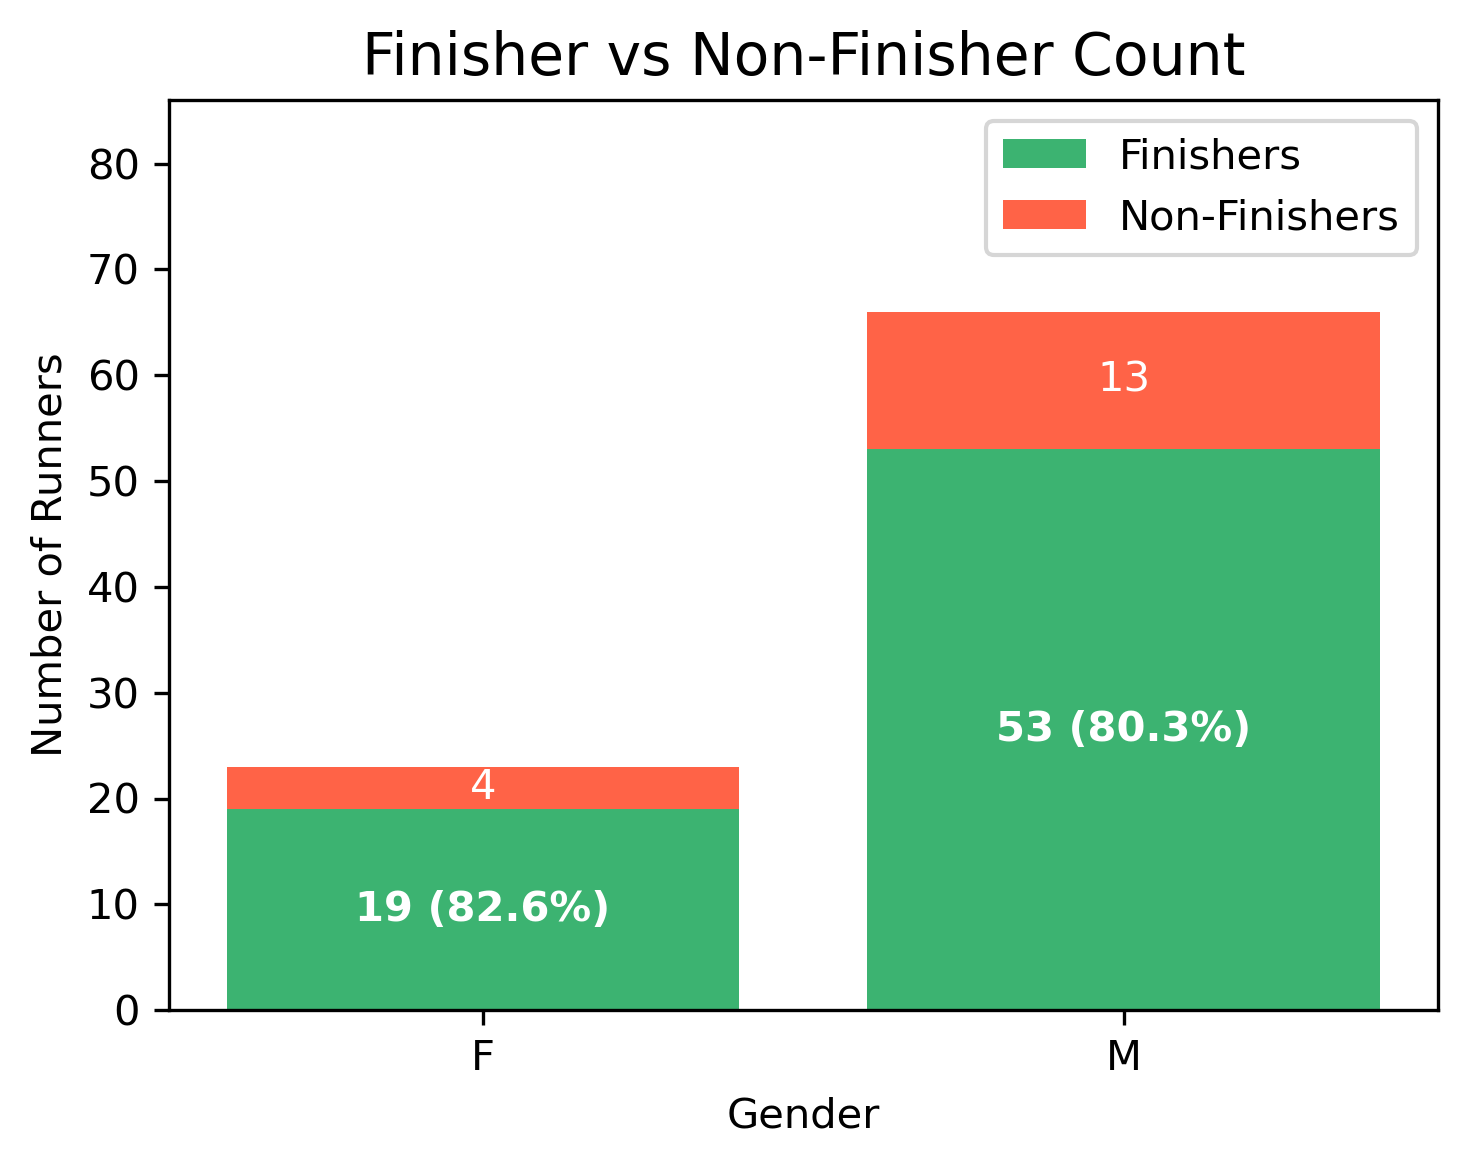 Finisher vs Non-Finisher Count
Finishers
Non-Finishers
Number of Runners
80
70
60
50
40
30
20
10
0
13
53 (80.3%)
4
19 (82.6%)
F
M
Gender